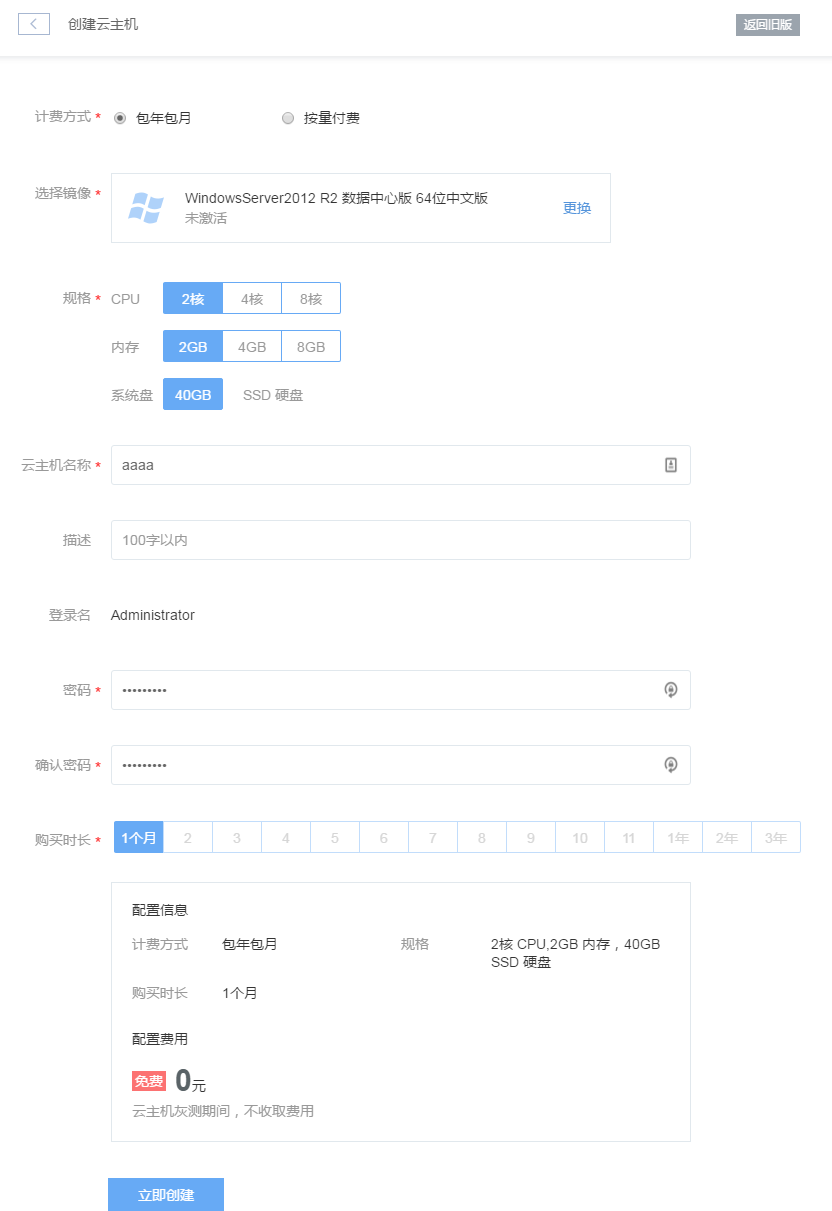 创建云主机
返回旧版
计费方式 * 包年包月 按量付费
选择镜像 * WindowsServer2012 R2 数据中心版 64位中文版
未激活
更换
规格 * CPU 2核 4核 8核
内存 2GB 4GB 8GB
系统盘 40GB SSD 硬盘
云主机名称 * aaaa
描述 100字以内
登录名 Administrator
密码 * •••••••••
确认密码 * •••••••••
购买时长 * 1个月 2 3 4 5 6 7 8 9 10 11 1年 2年 3年
配置信息
计费方式 包年包月 规格 2核 CPU,2GB 内存，40GB
SSD 硬盘
购买时长 1个月
配置费用
免费 0元
云主机灰测期间，不收取费用
立即创建